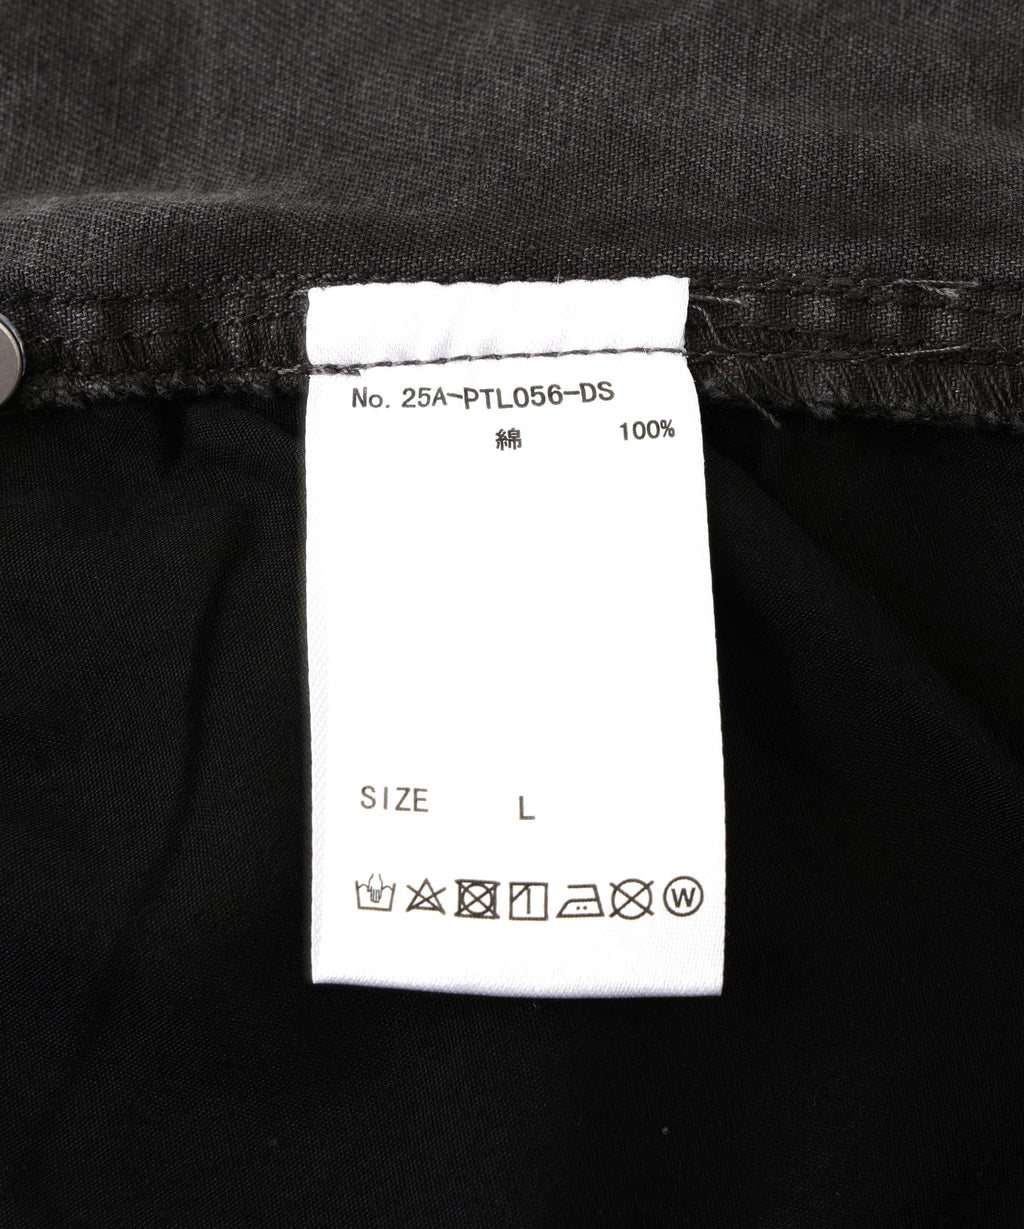 No. 25A-PTL056-DS
綿 100%
SIZE L
W